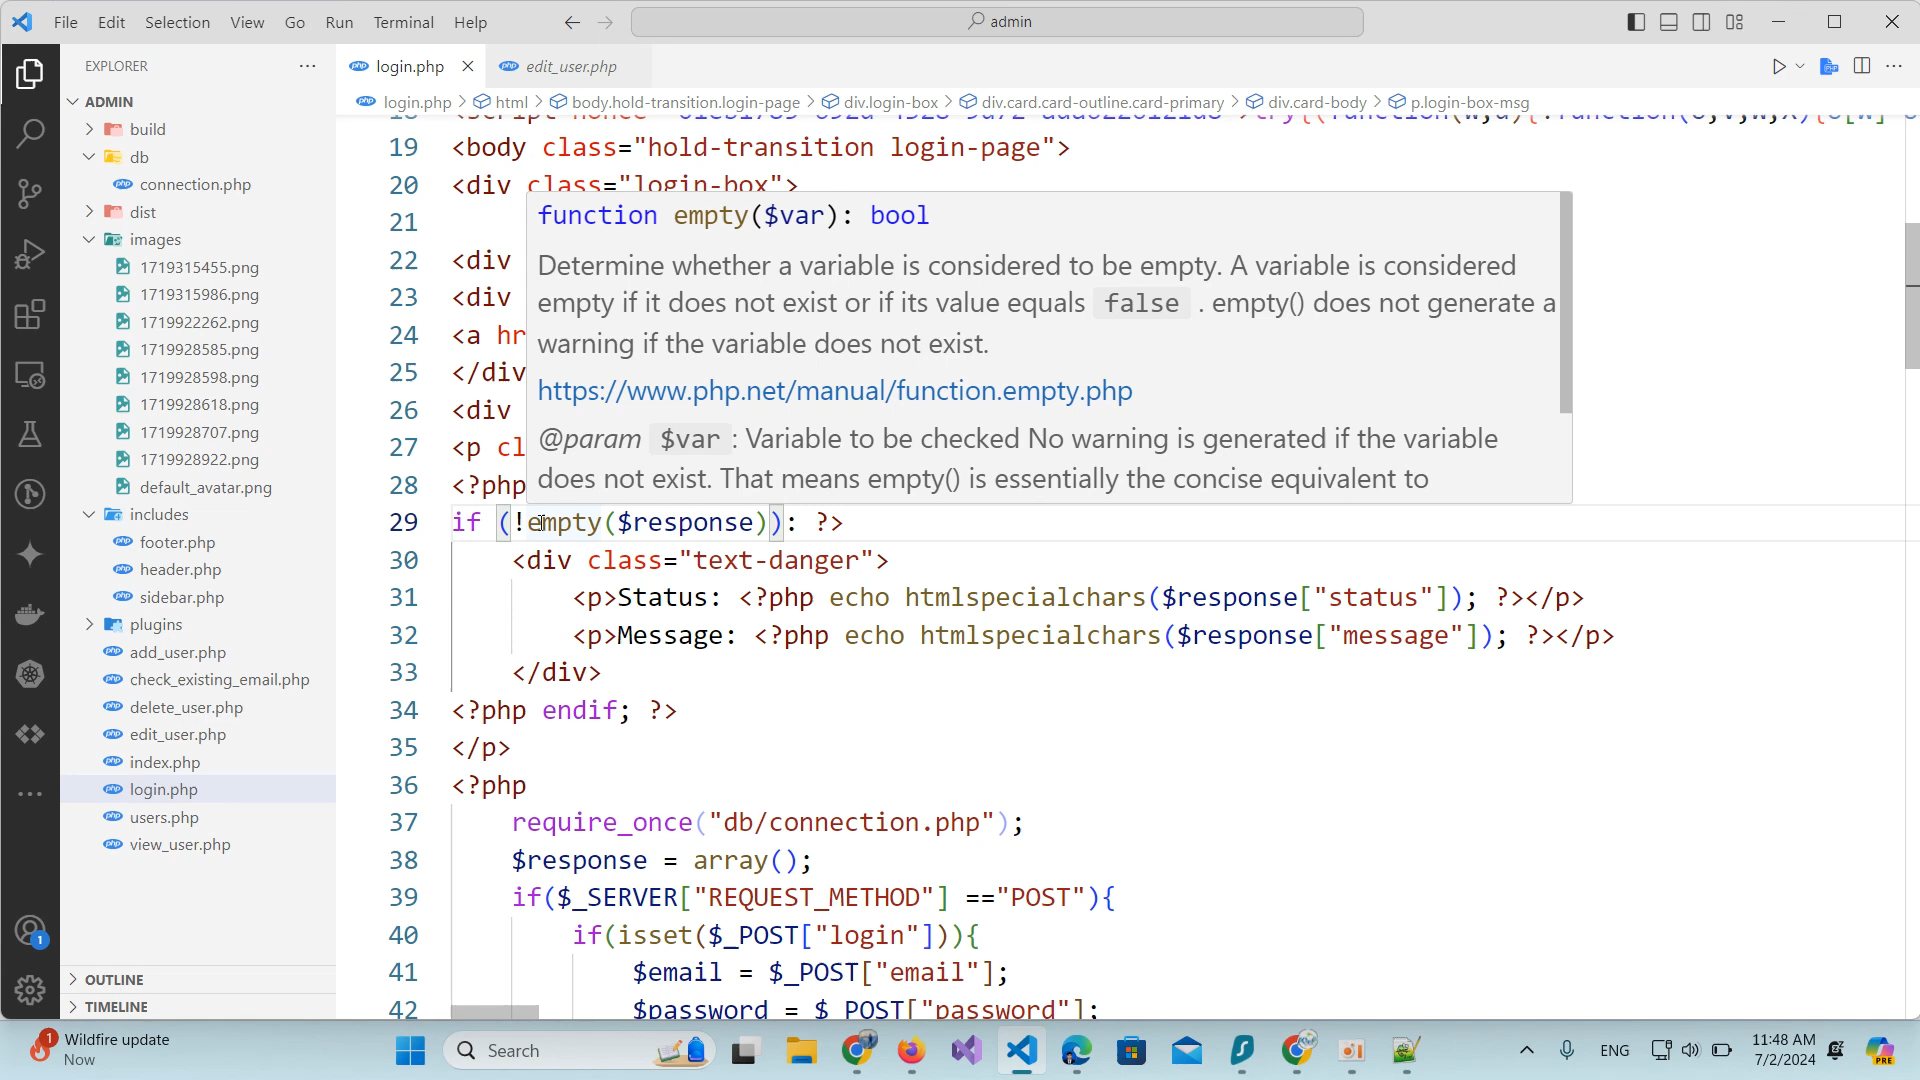 File Edit Selection View Go Run Terminal Help
admin
EXPLORER
login.php
edit_user.php
login.php > html > body.hold-transition.login-page > div.login-box > div.card.card-outline.card-primary > div.card-body > p.login-box-msg
ADMIN
build
db
connection.php
dist
images
1719315455.png
1719315986.png
1719922262.png
1719928585.png
1719928598.png
1719928618.png
1719928707.png
1719928922.png
default_avatar.png
includes
footer.php
header.php
sidebar.php
plugins
add_user.php
check_existing_email.php
delete_user.php
edit_user.php
index.php
login.php
users.php
view_user.php
OUTLINE
TIMELINE
19 <body class="hold-transition login-page">
20 <div class="login-box">
21
22 <div
23 <div
24 <a hr
25 </div
26 <div
27 <p cl
28 <?php
function empty($var): bool
Determine whether a variable is considered to be empty. A variable is considered
empty if it does not exist or if its value equals false . empty() does not generate a
warning if the variable does not exist.
https://www.php.net/manual/function.empty.php
@param $var: Variable to be checked No warning is generated if the variable
does not exist. That means empty() is essentially the concise equivalent to
29 if (!empty($response)): ?>
30 <div class="text-danger">
31 <p>Status: <?php echo htmlspecialchars($response["status"]); ?></p>
32 <p>Message: <?php echo htmlspecialchars($response["message"]); ?></p>
33 </div>
34 <?php endif; ?>
35 </p>
36 <?php
37 require_once("db/connection.php");
38 $response = array();
39 if($_SERVER["REQUEST_METHOD"] =="POST"){
40 if(isset($_POST["login"])){
41 $email = $_POST["email"];
42 $password = $_POST["password"];
1
1
Wildfire update
Now
Search
ENG
11:48 AM
7/2/2024
PRE